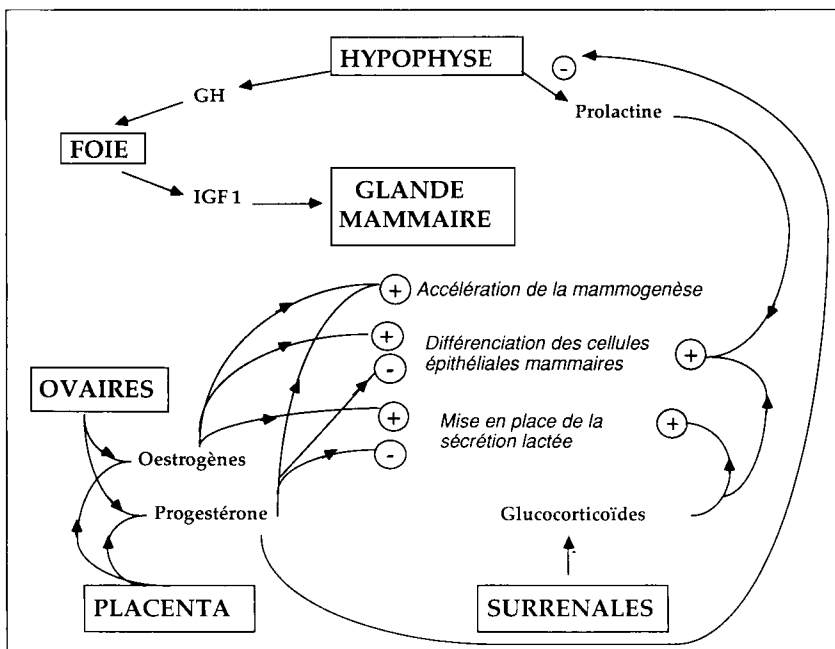 HYPOPHYSE
-
GH
Prolactine
FOIE
IGF 1
GLANDE
MAMMAIRE
+
Accélération de la mammogenèse
+
Différenciation des cellules
épithéliales mammaires
+
-
OVAIRES
+
Mise en place de la
sécrétion lactée
+
-
Oestrogènes
Progestérone
Glucocorticoïdes
PLACENTA
SURRENALES